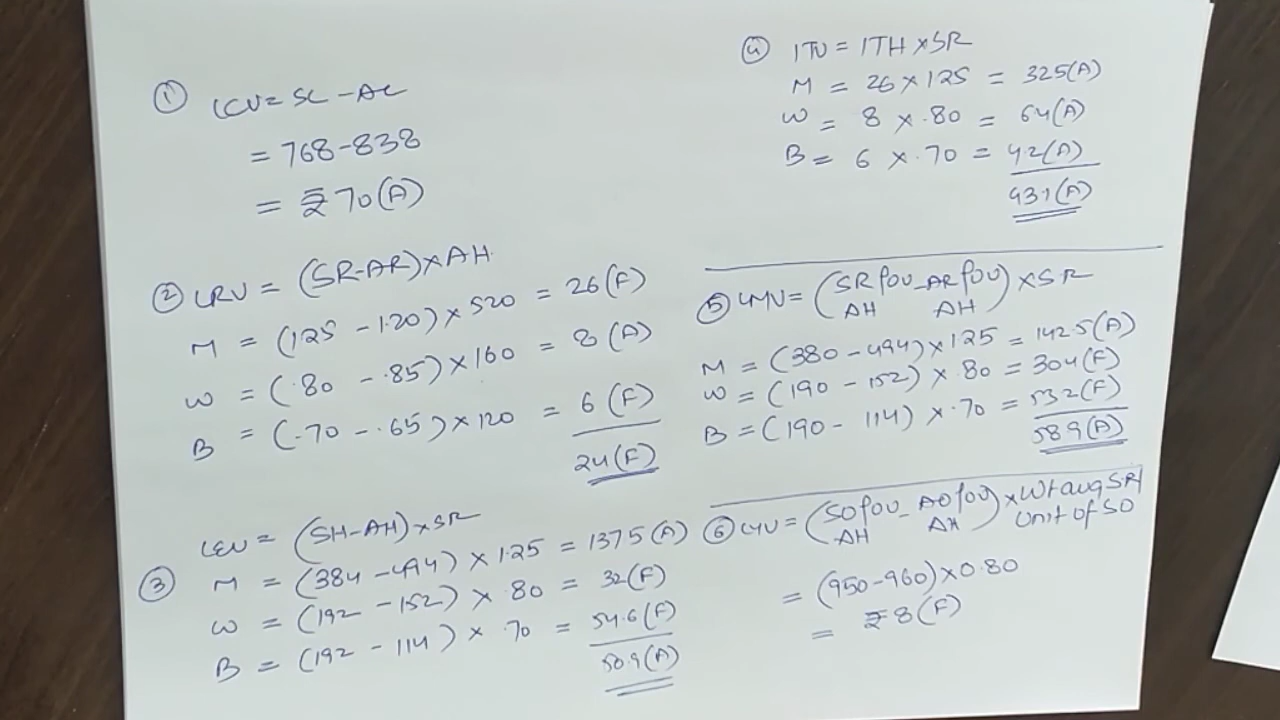 ① LCV = SC - AC
= 768 - 838
= ₹ 70 (A)
② LRV = (SR-AR) × AH
M = (1.25 - 1.20) × 520 = 26 (F)
W = (.80 - .85) × 160 = 8 (A)
B = (.70 - .65) × 120 = 6 (F)
24 (F)
③ LEV = (SH-AH) × SR
M = (384 - 494) × 1.25 = 137.5 (A)
W = (192 - 152) × .80 = 32 (F)
B = (192 - 114) × .70 = 54.6 (F)
50.9 (A)
④ ITV = ITH × SR
M = 26 × 1.25 = 32.5 (A)
W = 8 × .80 = 6.4 (A)
B = 6 × .70 = 4.2 (A)
43.1 (A)
⑤ LMV = (SR for AH - AR for AH) × SR
M = (380 - 494) × 1.25 = 142.5 (A)
W = (190 - 152) × .80 = 30.4 (F)
B = (190 - 114) × .70 = 53.2 (F)
58.9 (A)
⑥ LYV = (SO for AH - AO for AH) × Wt avg SR/ Unit of SO
= (950 - 960) × 0.80
= ₹ 8 (F)